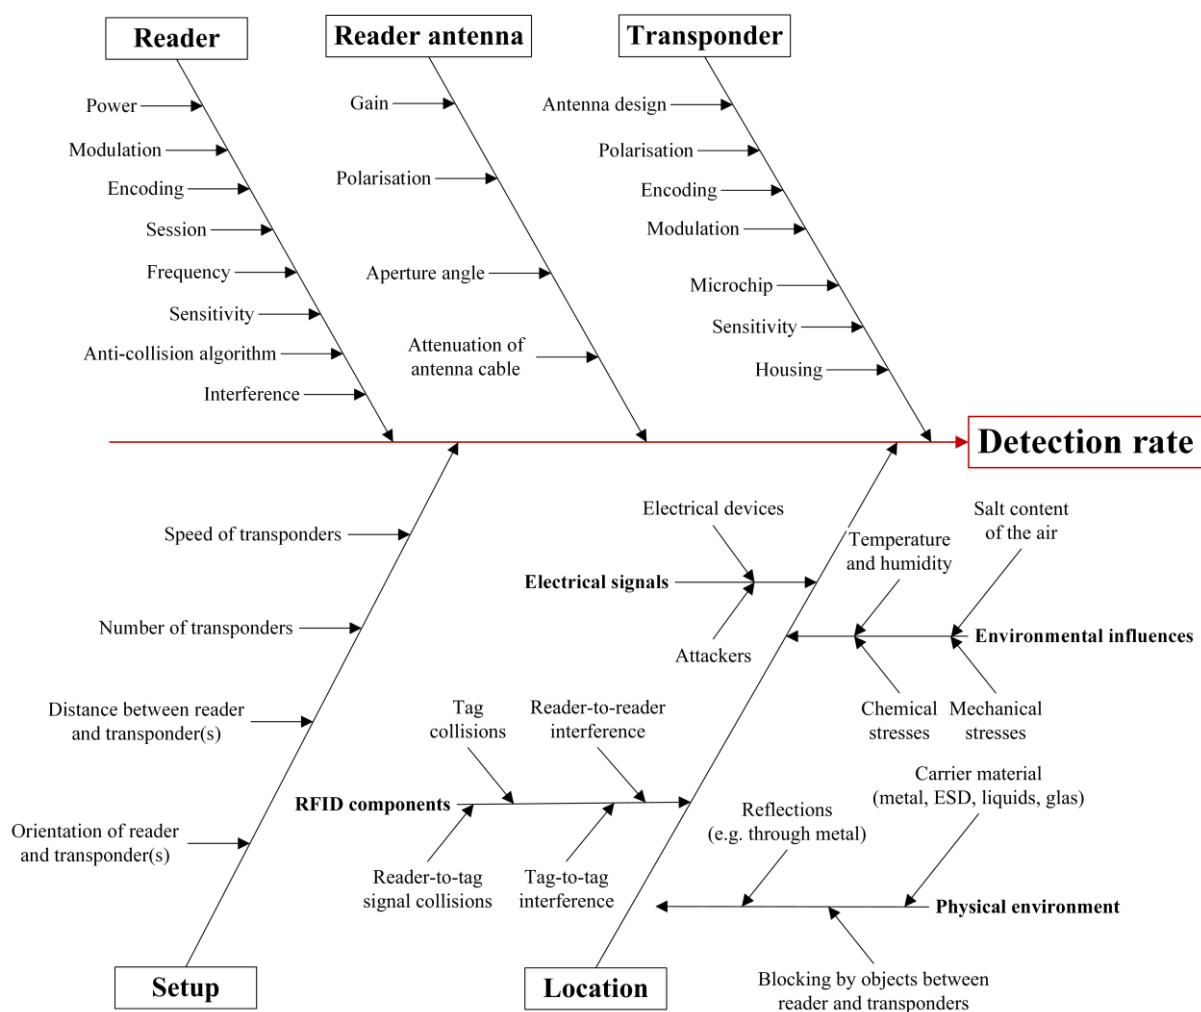 Reader
Reader antenna
Transponder
Power
Modulation
Encoding
Session
Frequency
Sensitivity
Anti-collision algorithm
Interference
Gain
Polarisation
Aperture angle
Attenuation of
antenna cable
Antenna design
Polarisation
Encoding
Modulation
Microchip
Sensitivity
Housing
Detection rate
Speed of transponders
Number of transponders
Distance between reader
and transponder(s)
Orientation of reader
and transponder(s)
Setup
Electrical devices
Electrical signals
Attackers
Temperature
and humidity
Salt content
of the air
Environmental influences
Chemical
stresses
Mechanical
stresses
Tag
collisions
Reader-to-reader
interference
RFID components
Reader-to-tag
signal collisions
Tag-to-tag
interference
Reflections
(e.g. through metal)
Carrier material
(metal, ESD, liquids, glas)
Physical environment
Blocking by objects between
reader and transponders
Location